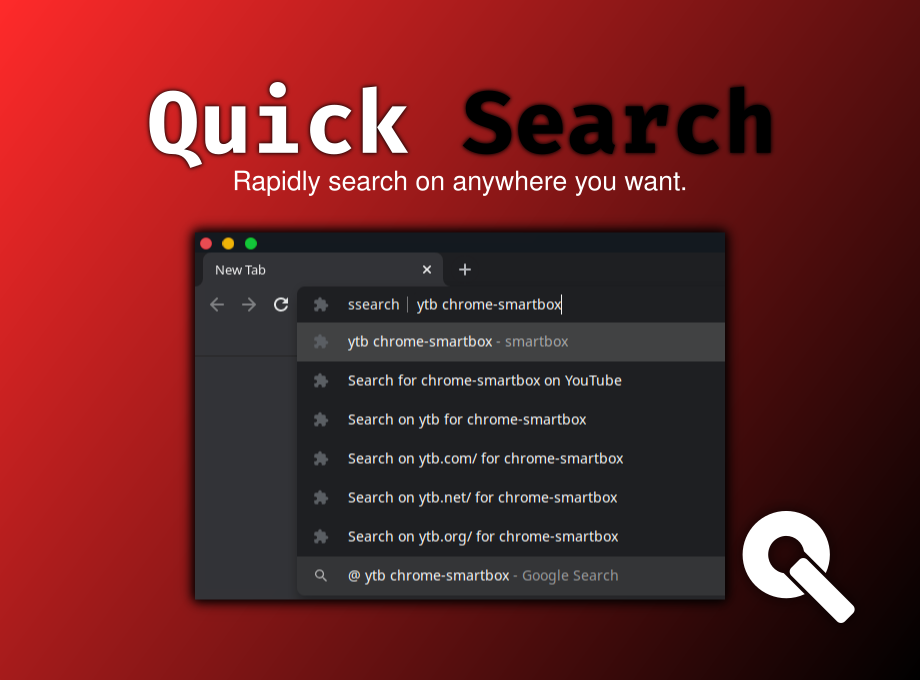 Quick Search
Rapidly search on anywhere you want.
New Tab
ssearch | ytb chrome-smartbox
ytb chrome-smartbox - smartbox
Search for chrome-smartbox on YouTube
Search on ytb for chrome-smartbox
Search on ytb.com/ for chrome-smartbox
Search on ytb.net/ for chrome-smartbox
Search on ytb.org/ for chrome-smartbox
@ ytb chrome-smartbox - Google Search